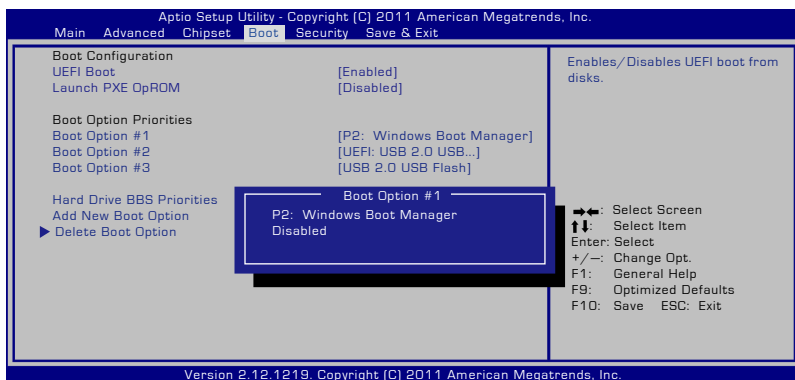 Aptio Setup Utility - Copyright (C) 2011 American Megatrends, Inc.
Main Advanced Chipset Boot Security Save & Exit
Boot Configuration
UEFI Boot [Enabled]
Launch PXE OpROM [Disabled]
Boot Option Priorities
Boot Option #1 [P2: Windows Boot Manager]
Boot Option #2 [UEFI: USB 2.0 USB...]
Boot Option #3 [USB 2.0 USB Flash]
Hard Drive BBS Priorities
Add New Boot Option
Delete Boot Option
Boot Option #1
P2: Windows Boot Manager
Disabled
Enables/Disables UEFI boot from
disks.
→←: Select Screen
↑↓: Select Item
Enter: Select
+/—: Change Opt.
F1: General Help
F9: Optimized Defaults
F10: Save ESC: Exit
Version 2.12.1219. Copyright (C) 2011 American Megatrends, Inc.